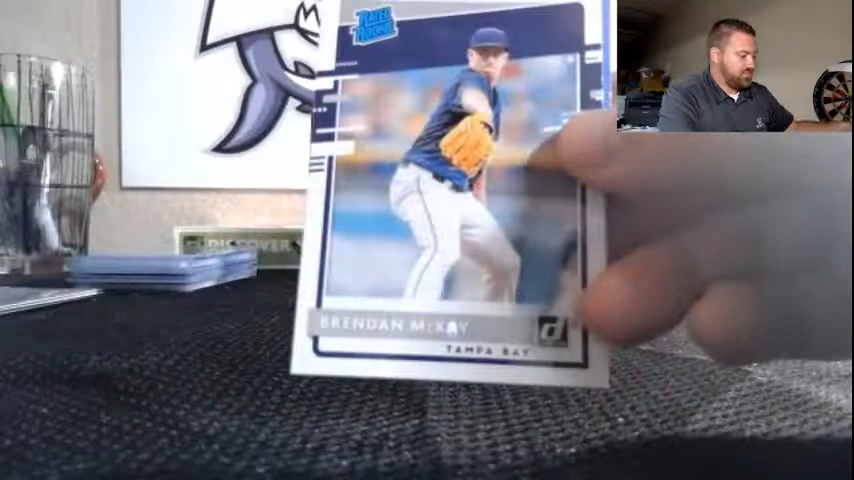 RATED
ROOKIE
DISCOVER
BRENDAN McKAY
d
TAMPA BAY